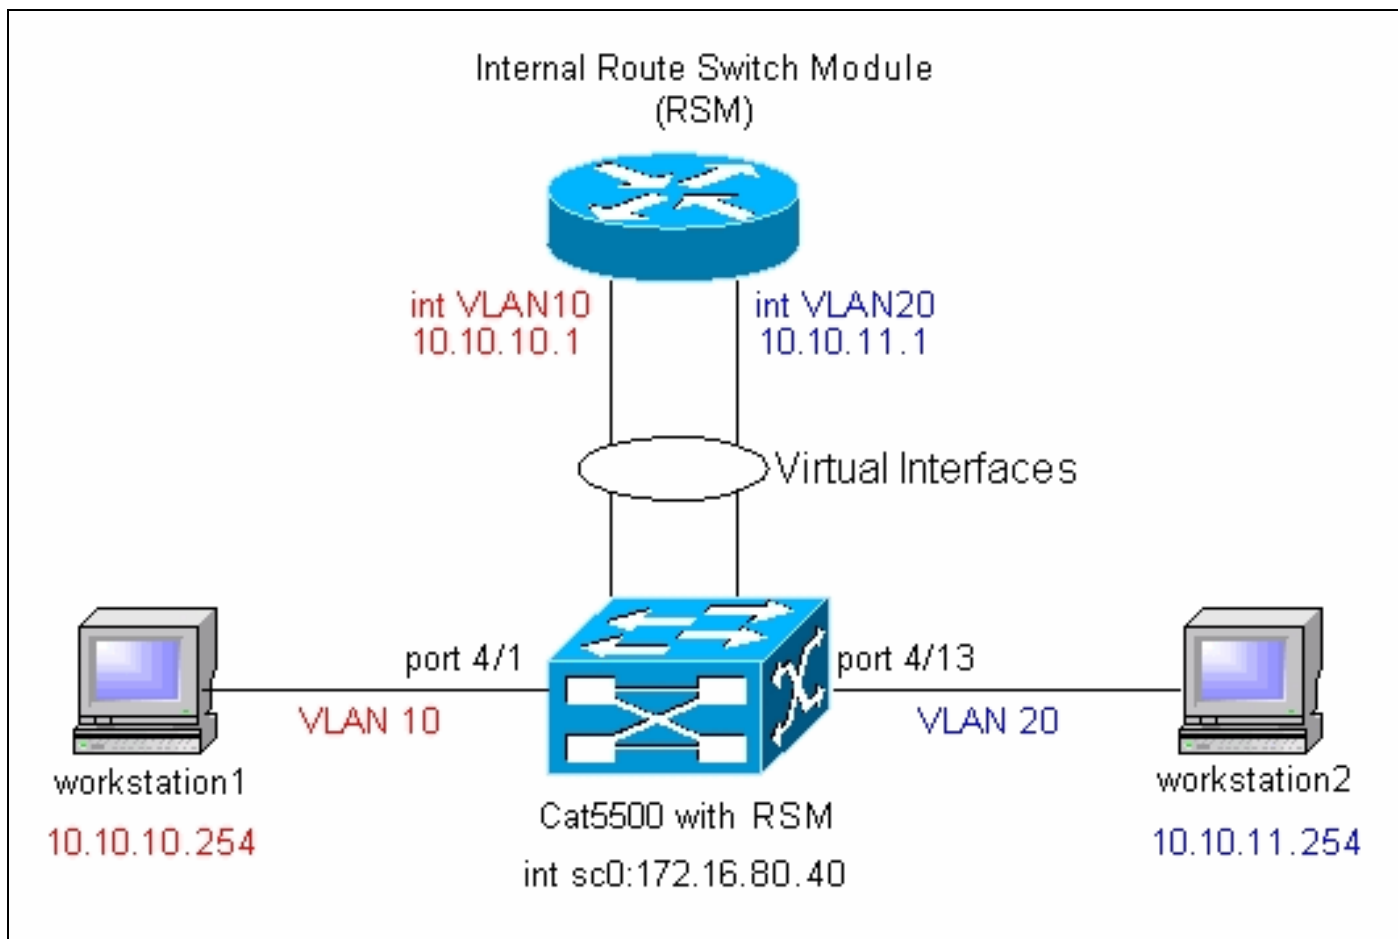 Internal Route Switch Module
(RSM)
int VLAN10
10.10.10.1
int VLAN20
10.10.11.1
Virtual Interfaces
port 4/1
port 4/13
VLAN 10
VLAN 20
workstation1
10.10.10.254
Cat5500 with RSM
int sc0:172.16.80.40
workstation2
10.10.11.254